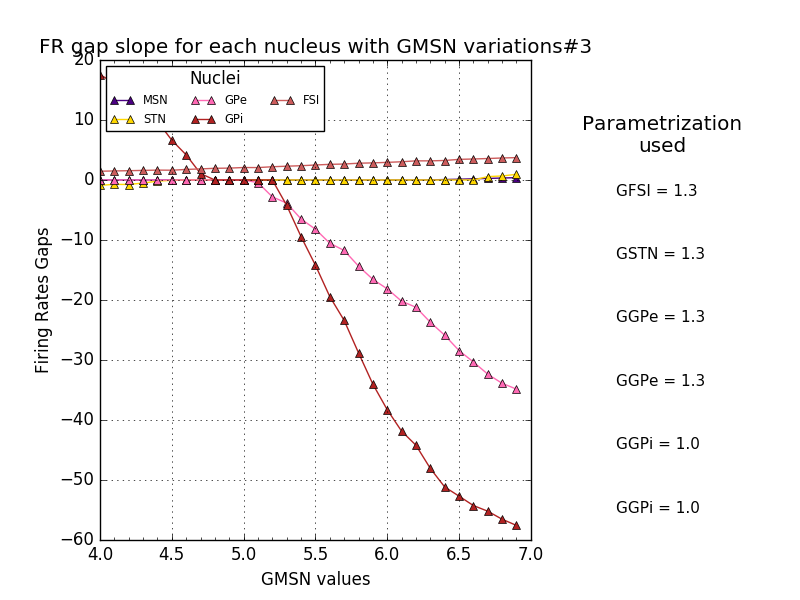 FR gap slope for each nucleus with GMSN variations#3
20
10
0
−10
−20
−30
−40
−50
−60
Firing Rates Gaps
Nuclei
MSN
GPe
FSI
STN
GPi
4.0
4.5
5.0
5.5
6.0
6.5
7.0
GMSN values
Parametrization
used
GFSI = 1.3
GSTN = 1.3
GGPe = 1.3
GGPe = 1.3
GGPi = 1.0
GGPi = 1.0